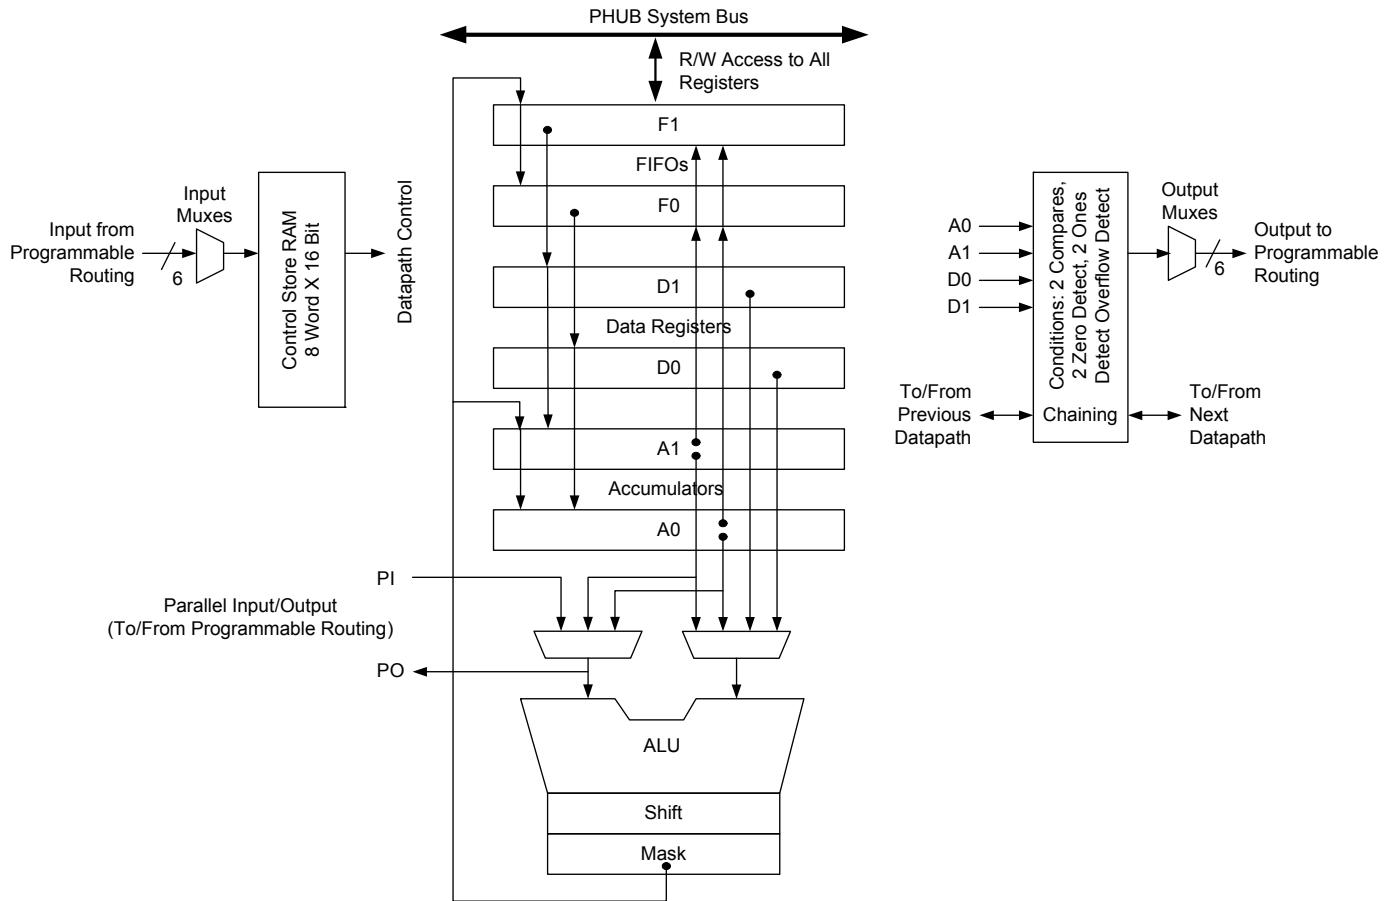 PHUB System Bus
R/W Access to All
Registers
F1
FIFOs
F0
D1
Data Registers
D0
A1
Accumulators
A0
Input from
Programmable
Routing
6
Input
Muxes
Control Store RAM
8 Word X 16 Bit
Datapath Control
PI
Parallel Input/Output
(To/From Programmable Routing)
PO
ALU
Shift
Mask
A0
A1
D0
D1
Conditions: 2 Compares,
2 Zero Detect, 2 Ones
Detect Overflow Detect
Chaining
To/From
Previous
Datapath
To/From
Next
Datapath
Output
Muxes
6
Output to
Programmable
Routing